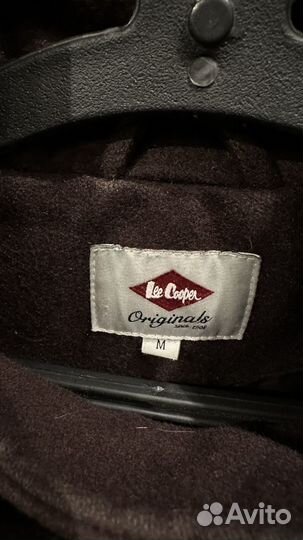 Lee Cooper
Originals
since 1908
M
Avito